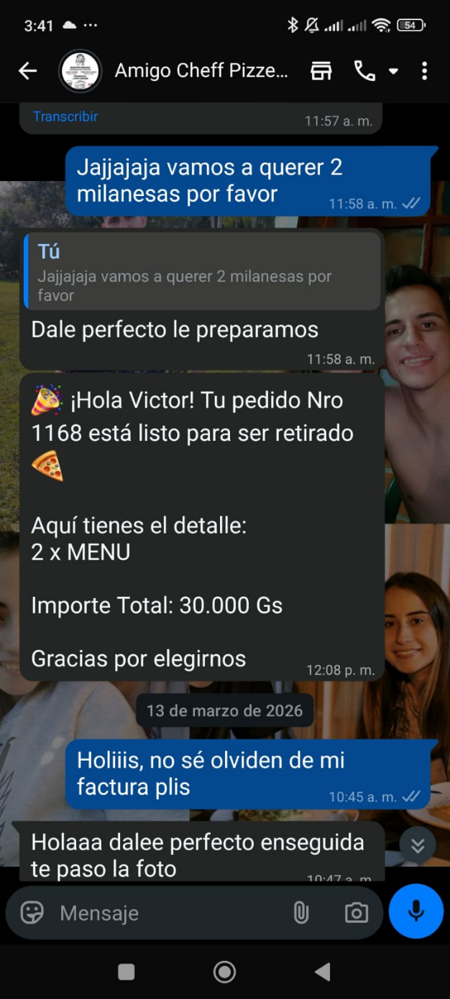 3:41
54
Amigo Cheff Pizze...
Transcribir
11:57 a. m.
Jajjajaja vamos a querer 2
milanesas por favor
11:58 a. m.
Tú
Jajjajaja vamos a querer 2 milanesas por
favor
Dale perfecto le preparamos
11:58 a. m.
🎉 ¡Hola Victor! Tu pedido Nro
1168 está listo para ser retirado
🍕
Aquí tienes el detalle:
2 x MENU
Importe Total: 30.000 Gs
Gracias por elegirnos
12:08 p. m.
13 de marzo de 2026
Holiiis, no sé olviden de mi
factura plis
10:45 a. m.
Holaaa dalee perfecto enseguida
te paso la foto
10:47 a. m.
Mensaje